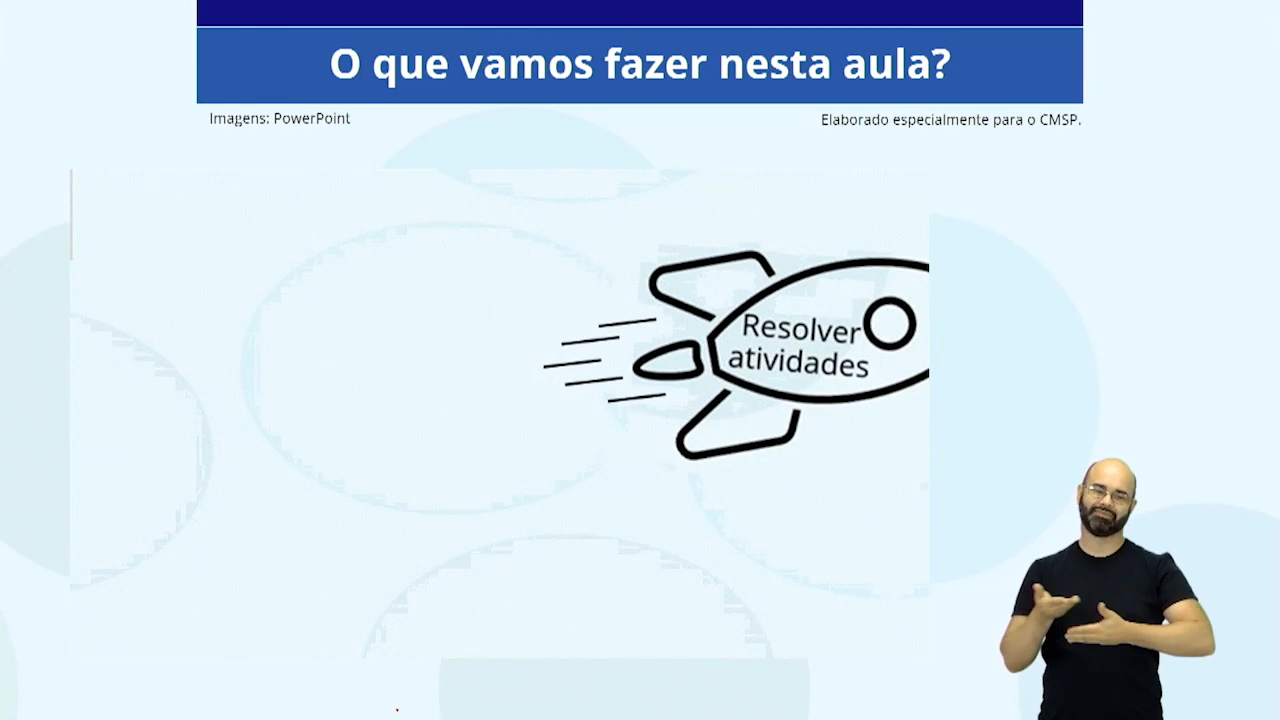 O que vamos fazer nesta aula?
Imagens: PowerPoint
Elaborado especialmente para o CMSP.
Resolver
atividades